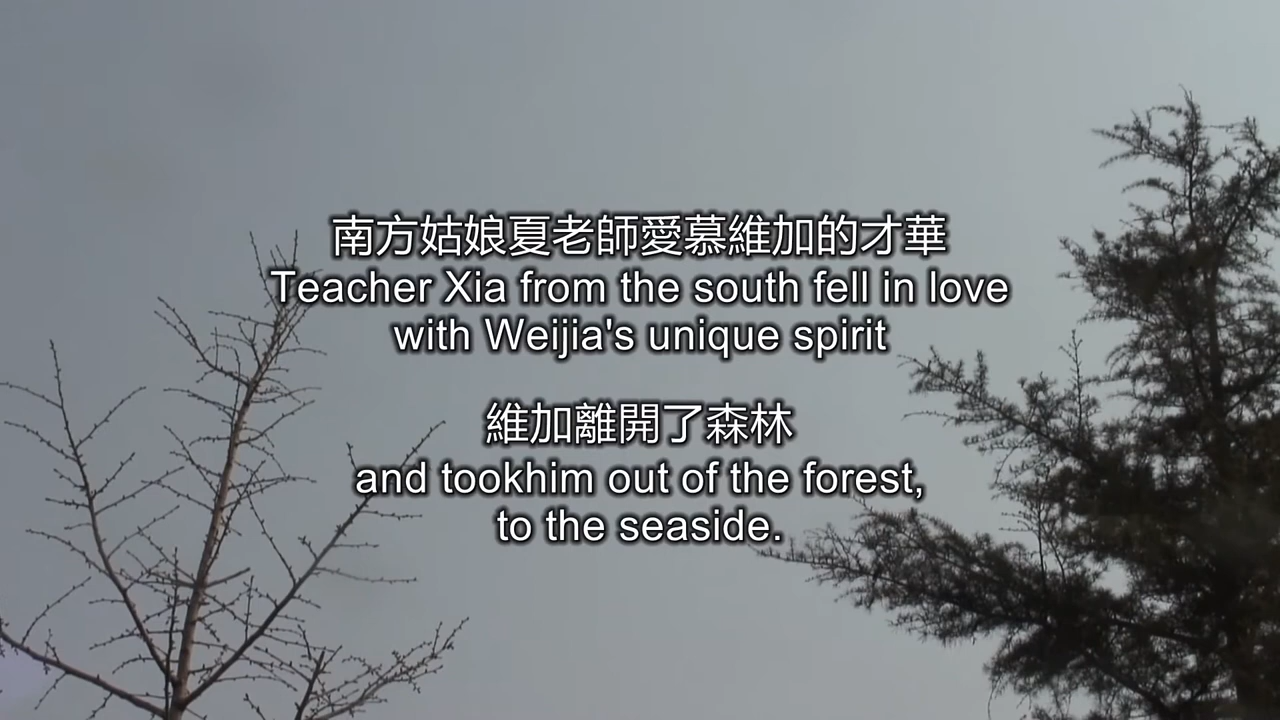 南方姑娘夏老師愛慕維加的才華
Teacher Xia from the south fell in love
with Weijia's unique spirit
維加離開了森林
and tookhim out of the forest,
to the seaside.